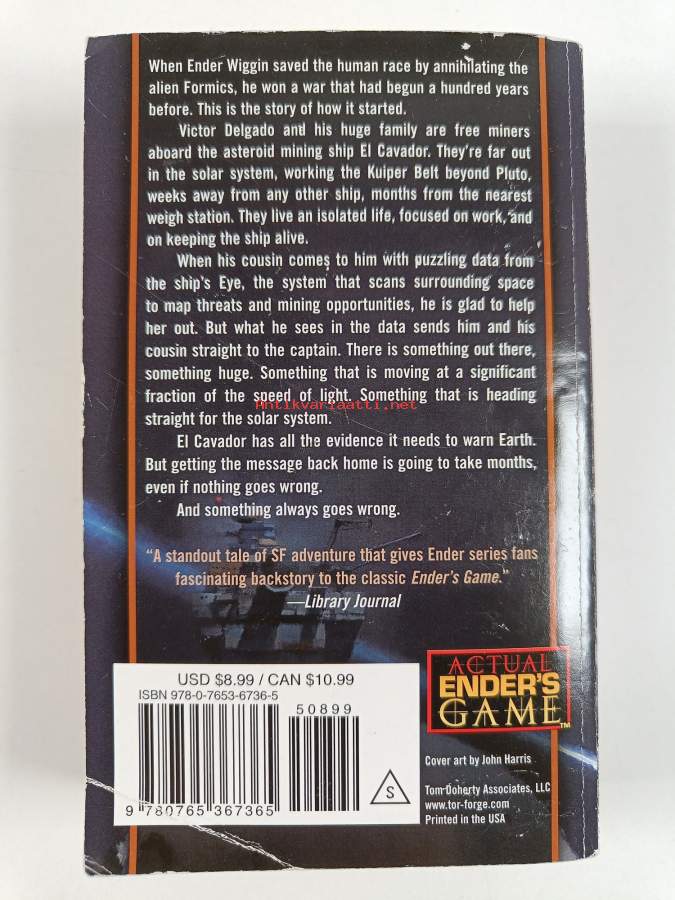 When Ender Wiggin saved the human race by annihilating the
alien Formics, he won a war that had begun a hundred years
before. This is the story of how it started.
Victor Delgado and his huge family are free miners
aboard the asteroid mining ship El Cavador. They're far out
in the solar system, working the Kuiper Belt beyond Pluto,
weeks away from any other ship, months from the nearest
weigh station. They live an isolated life, focused on work, and
on keeping the ship alive.
When his cousin comes to him with puzzling data from
the ship's Eye, the system that scans surrounding space
to map threats and mining opportunities, he is glad to help
her out. But what he sees in the data sends him and his
cousin straight to the captain. There is something out there,
something huge. Something that is moving at a significant
fraction of the speed of light. Something that is heading
Antikvariaatti.net
straight for the solar system.
El Cavador has all the evidence it needs to warn Earth.
But getting the message back home is going to take months,
even if nothing goes wrong.
And something always goes wrong.
"A standout tale of SF adventure that gives Ender series fans
fascinating backstory to the classic Ender's Game."
—Library Journal
USD $8.99 / CAN $10.99
ISBN 978-0-7653-6736-5
50899
9 780765 367365
S
ACTUAL
ENDER'S
GAME™
Cover art by John Harris
Tom Doherty Associates, LLC
www.tor-forge.com
Printed in the USA